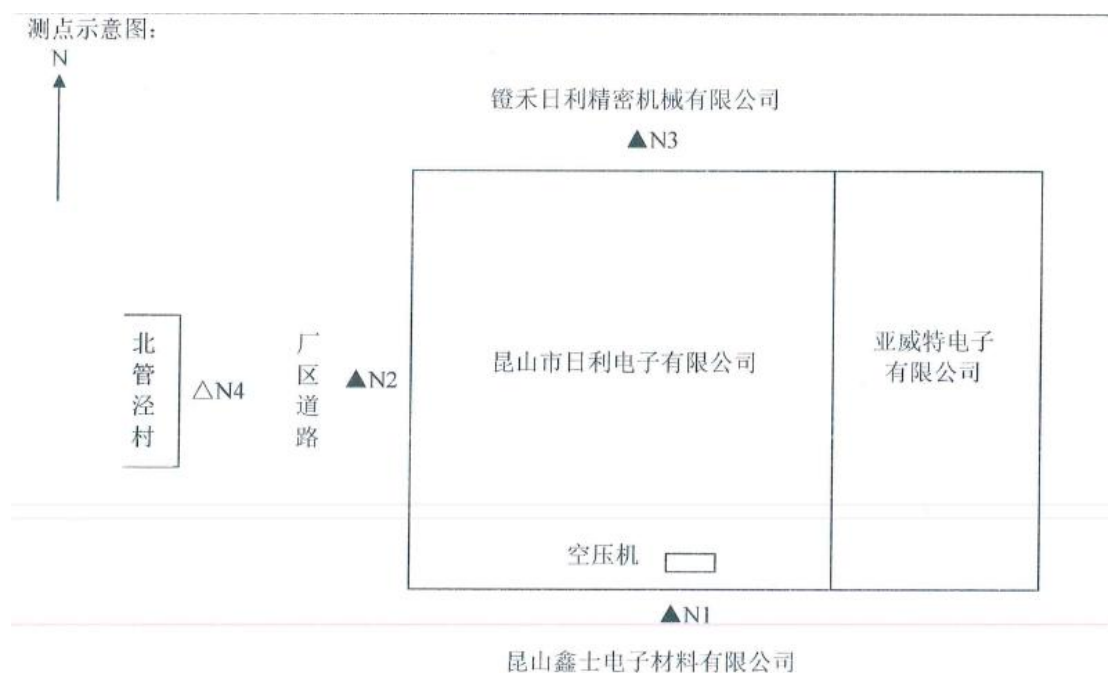 测点示意图：
N
镫禾日利精密机械有限公司
▲N3
北管泾村
△N4
厂区道路
▲N2
昆山市日利电子有限公司
亚威特电子
有限公司
空压机
▲N1
昆山鑫士电子材料有限公司